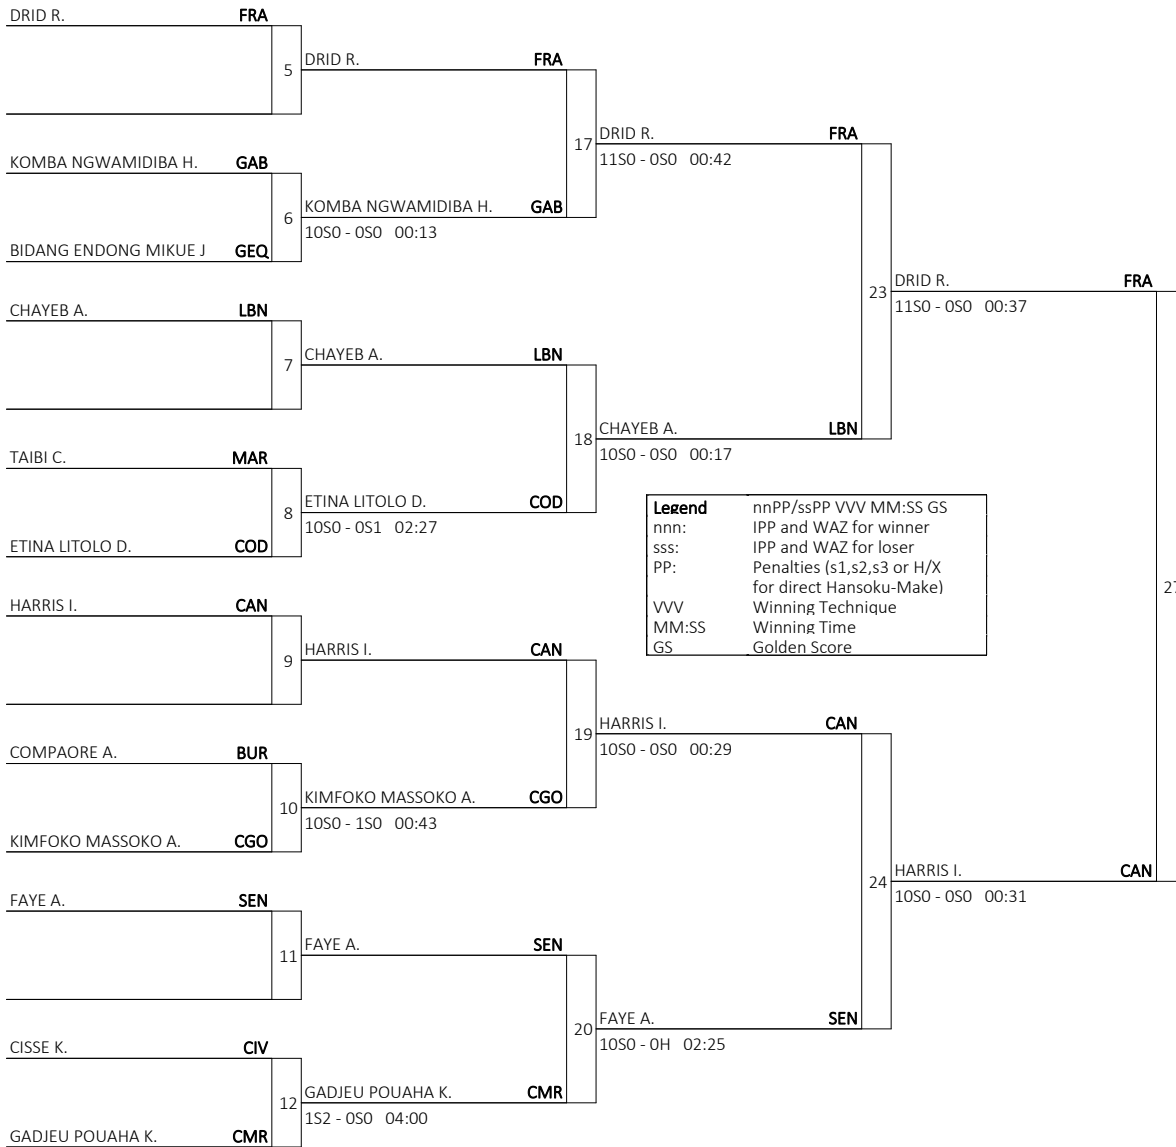 DRID R. FRA
5 DRID R. FRA
17 DRID R. FRA
11S0 - 0S0 00:42
KOMBA NGWAMIDIBA H. GAB
6 KOMBA NGWAMIDIBA H. GAB
10S0 - 0S0 00:13
BIDANG ENDONG MIKUE J GEQ
23 DRID R. FRA
11S0 - 0S0 00:37
CHAYEB A. LBN
7 CHAYEB A. LBN
18 CHAYEB A. LBN
10S0 - 0S0 00:17
TAIBI C. MAR
8 ETINA LITOLO D. COD
10S0 - 0S1 02:27
ETINA LITOLO D. COD
Legend nnPP/ssPP VVV MM:SS GS
nnn: IPP and WAZ for winner
sss: IPP and WAZ for loser
PP: Penalties (s1,s2,s3 or H/X
for direct Hansoku-Make)
VVV Winning Technique
MM:SS Winning Time
GS Golden Score
27
HARRIS I. CAN
9 HARRIS I. CAN
19 HARRIS I. CAN
10S0 - 0S0 00:29
COMPAORE A. BUR
10 KIMFOKO MASSOKO A. CGO
10S0 - 1S0 00:43
KIMFOKO MASSOKO A. CGO
24 HARRIS I. CAN
10S0 - 0S0 00:31
FAYE A. SEN
11 FAYE A. SEN
20 FAYE A. SEN
10S0 - 0H 02:25
CISSE K. CIV
12 GADJEU POUAHA K. CMR
1S2 - 0S0 04:00
GADJEU POUAHA K. CMR